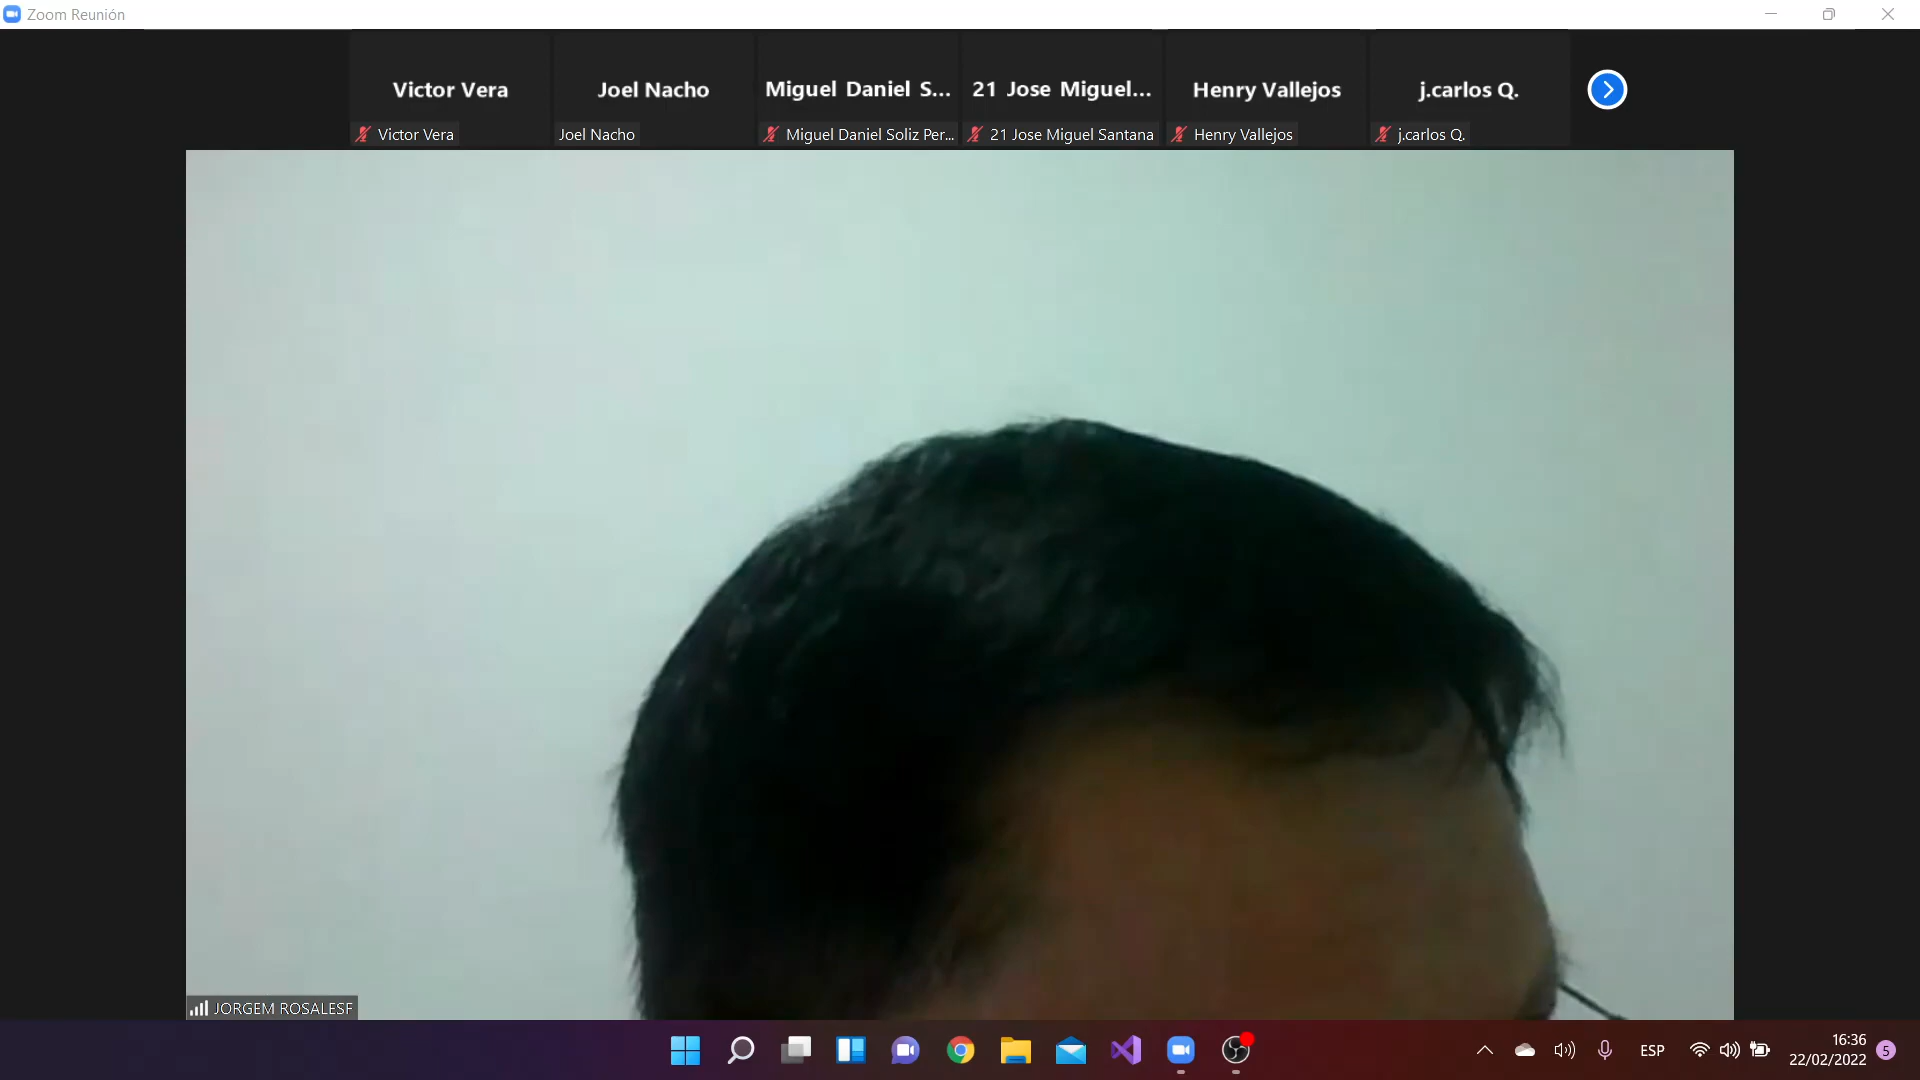 Zoom Reunión
Victor Vera
Joel Nacho
Miguel Daniel S...
21 Jose Miguel...
Henry Vallejos
j.carlos Q.
Victor Vera
Joel Nacho
Miguel Daniel Soliz Per...
21 Jose Miguel Santana
Henry Vallejos
j.carlos Q.
JORGEM ROSALESF
ESP
16:36
22/02/2022
5